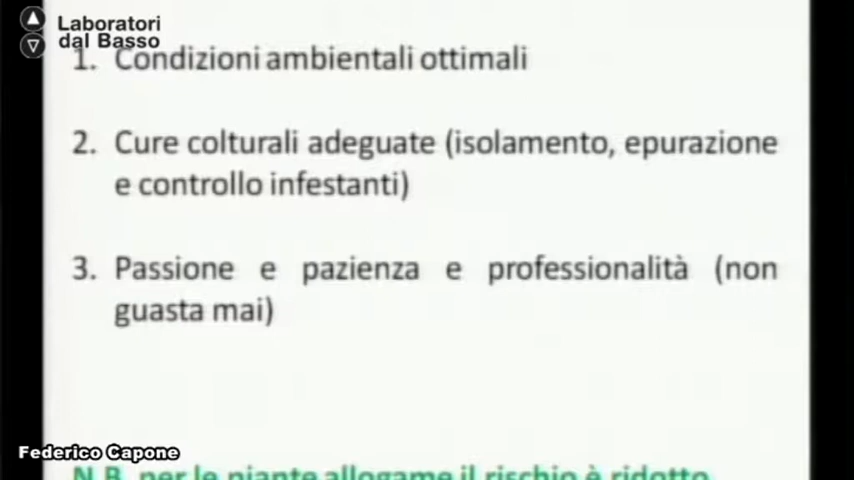 Laboratori
dal Basso
1. Condizioni ambientali ottimali
2. Cure colturali adeguate (isolamento, epurazione
e controllo infestanti)
3. Passione e pazienza e professionalità (non
guasta mai)
Federico Capone
N.B. per le piante allogame il rischio è ridotto